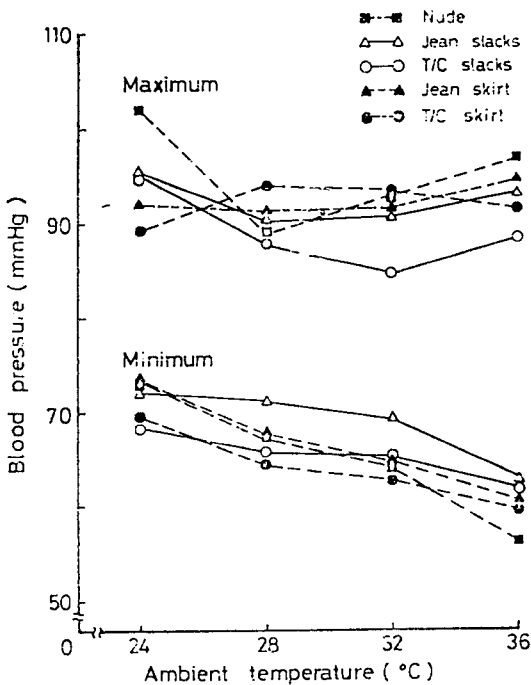 Nude
Jean slacks
T/C slacks
Jean skirt
T/C skirt
110
Maximum
90
Blood pressure (mmHg)
Minimum
70
50
0
24 28 32 36
Ambient temperature (°C)